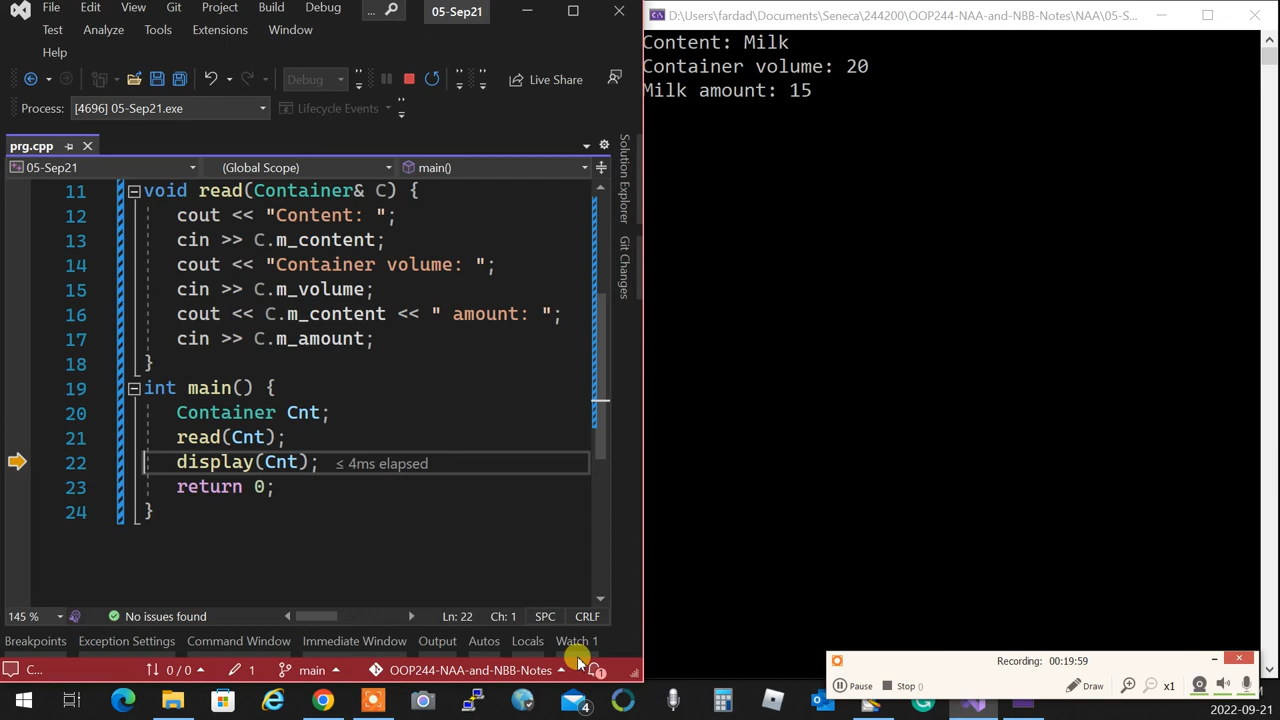 File Edit View Git Project Build Debug ... 05-Sep21
Test Analyze Tools Extensions Window
Help
Debug Live Share
Process: [4696] 05-Sep21.exe Lifecycle Events
prg.cpp
05-Sep21 (Global Scope) main()
11 void read(Container& C) {
12 cout << "Content: ";
13 cin >> C.m_content;
14 cout << "Container volume: ";
15 cin >> C.m_volume;
16 cout << C.m_content << " amount: ";
17 cin >> C.m_amount;
18 }
19 int main() {
20 Container Cnt;
21 read(Cnt);
22 display(Cnt); ≤ 4ms elapsed
23 return 0;
24 }
145 % No issues found Ln: 22 Ch: 1 SPC CRLF
Breakpoints Exception Settings Command Window Immediate Window Output Autos Locals Watch 1
C... 0 / 0 1 main OOP244-NAA-and-NBB-Notes 1
Solution Explorer
Git Changes
D:\Users\fardad\Documents\Seneca\244200\OOP244-NAA-and-NBB-Notes\NAA\05-S...
Content: Milk
Container volume: 20
Milk amount: 15
Recording: 00:19:59
Pause Stop () Draw x1
4
2022-09-21